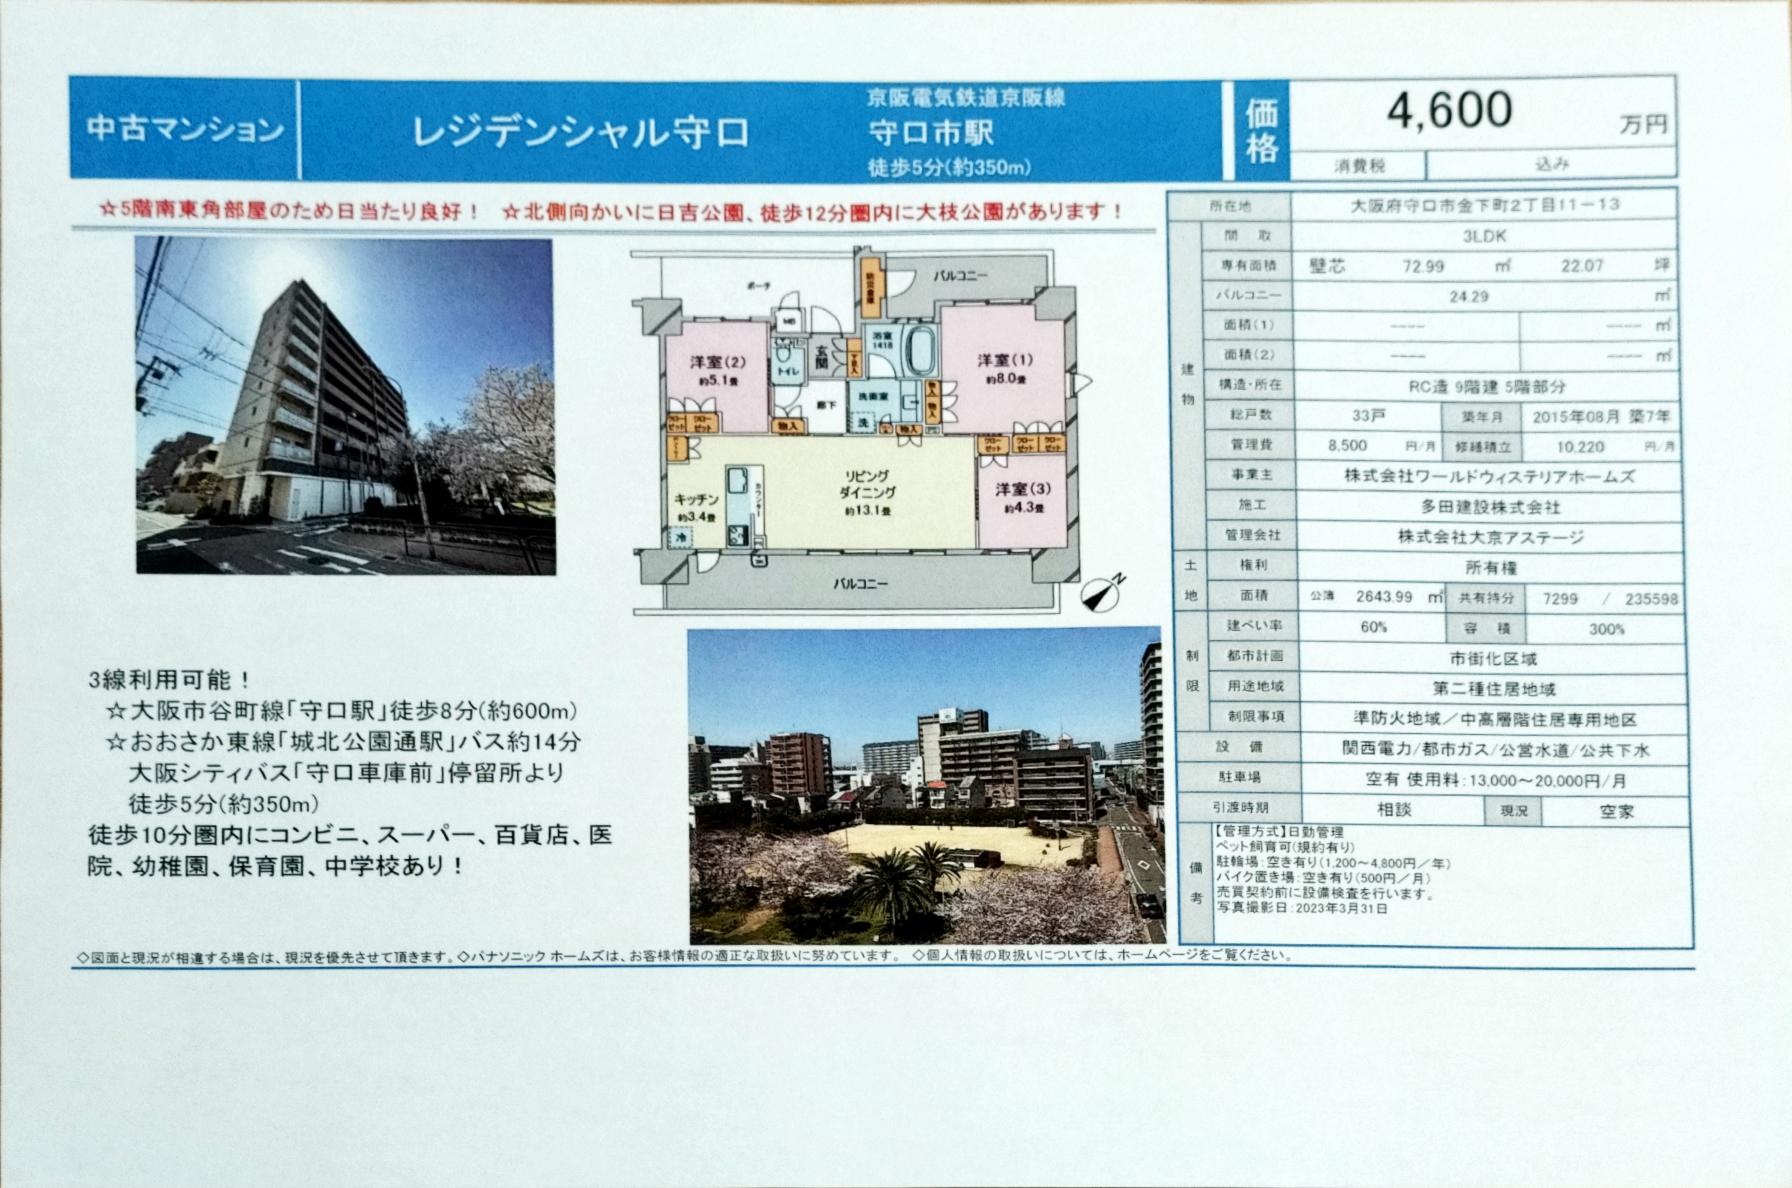 中古マンション
レジデンシャル守口
京阪電気鉄道京阪線
守口市駅
徒歩5分(約350m)
価格
4,600
万円
消費税 込み
☆5階南東角部屋のため日当たり良好！ ☆北側向かいに日吉公園、徒歩12分圏内に大枝公園があります！
ポーチ
バルコニー
MB
洋室(2)
約5.1畳
トイレ
玄関
浴室
1418
洋室(1)
約8.0畳
廊下
洗面室
洗
物入
物入
物入
物入
クローゼット
クローゼット
クローゼット
クローゼット
クローゼット
キッチン
約3.4畳
冷
カウンター
リビング
ダイニング
約13.1畳
洋室(3)
約4.3畳
バルコニー
N
3線利用可能！
☆大阪市谷町線「守口駅」徒歩8分(約600m)
☆おおさか東線「城北公園通駅」バス約14分
大阪シティバス「守口車庫前」停留所より
徒歩5分(約350m)
徒歩10分圏内にコンビニ、スーパー、百貨店、医
院、幼稚園、保育園、中学校あり！
所在地 大阪府守口市金下町2丁目11－13
建物
間取 3LDK
専有面積 壁芯 72.99 ㎡ 22.07 坪
バルコニー 24.29 ㎡
面積(1) ---- ---- ㎡
面積(2) ---- ---- ㎡
構造・所在 RC造 9階建 5階部分
総戸数 33戸 築年月 2015年08月 築7年
管理費 8,500 円/月 修繕積立 10,220 円/月
事業主 株式会社ワールドウィステリアホームズ
施工 多田建設株式会社
管理会社 株式会社大京アステージ
土地
権利 所有権
面積 公簿 2643.99 ㎡ 共有持分 7299 / 235598
制限
建ぺい率 60% 容積 300%
都市計画 市街化区域
用途地域 第二種住居地域
制限事項 準防火地域／中高層階住居専用地区
設備 関西電力/都市ガス/公営水道/公共下水
駐車場 空有 使用料:13,000～20,000円/月
引渡時期 相談 現況 空家
備考
【管理方式】日勤管理
ペット飼育可(規約有り)
駐輪場:空き有り(1,200～4,800円／年)
バイク置き場:空き有り(500円／月)
売買契約前に設備検査を行います。
写真撮影日:2023年3月31日
◇図面と現況が相違する場合は、現況を優先させて頂きます。◇パナソニック ホームズは、お客様情報の適正な取扱いに努めています。 ◇個人情報の取扱いについては、ホームページをご覧ください。